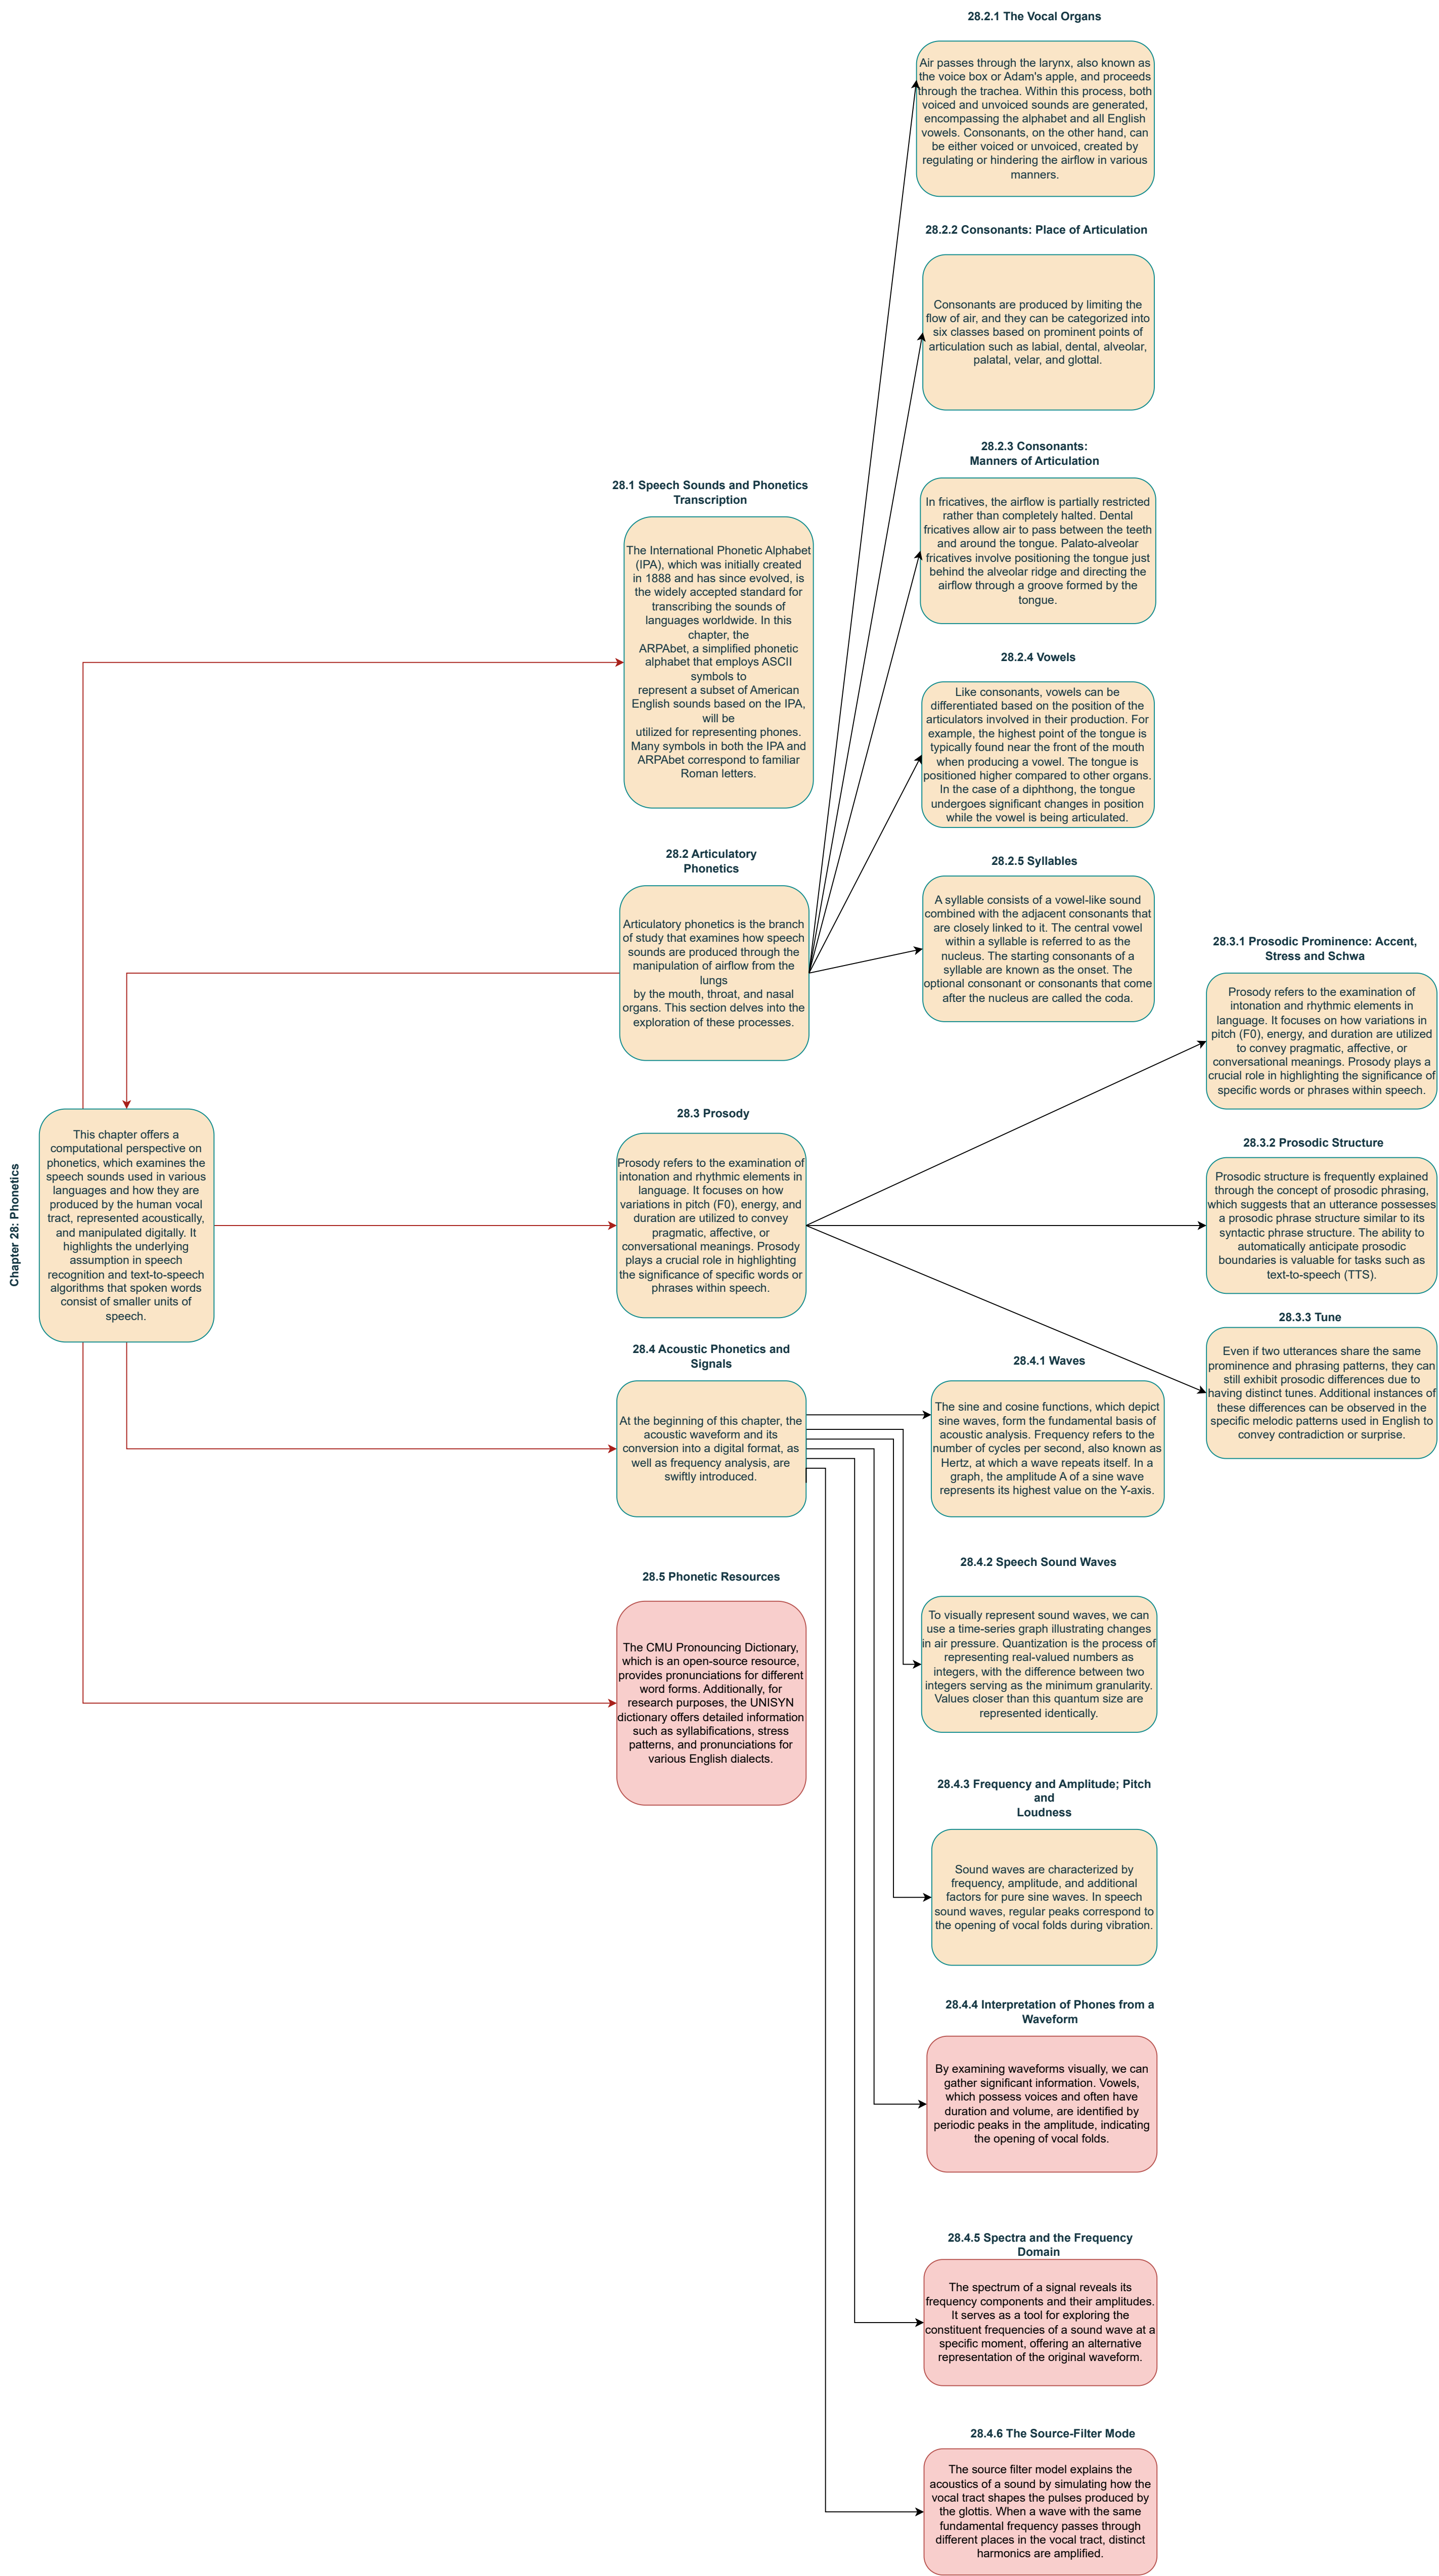 Chapter 28: Phonetics
This chapter offers a
computational perspective on
phonetics, which examines the
speech sounds used in various
languages and how they are
produced by the human vocal
tract, represented acoustically,
and manipulated digitally. It
highlights the underlying
assumption in speech
recognition and text-to-speech
algorithms that spoken words
consist of smaller units of
speech.
28.1 Speech Sounds and Phonetics
Transcription
The International Phonetic Alphabet
(IPA), which was initially created
in 1888 and has since evolved, is
the widely accepted standard for
transcribing the sounds of
languages worldwide. In this
chapter, the
ARPAbet, a simplified phonetic
alphabet that employs ASCII
symbols to
represent a subset of American
English sounds based on the IPA,
will be
utilized for representing phones.
Many symbols in both the IPA and
ARPAbet correspond to familiar
Roman letters.
28.2 Articulatory
Phonetics
Articulatory phonetics is the branch
of study that examines how speech
sounds are produced through the
manipulation of airflow from the
lungs
by the mouth, throat, and nasal
organs. This section delves into the
exploration of these processes.
28.2.1 The Vocal Organs
Air passes through the larynx, also known as
the voice box or Adam's apple, and proceeds
through the trachea. Within this process, both
voiced and unvoiced sounds are generated,
encompassing the alphabet and all English
vowels. Consonants, on the other hand, can
be either voiced or unvoiced, created by
regulating or hindering the airflow in various
manners.
28.2.2 Consonants: Place of Articulation
Consonants are produced by limiting the
flow of air, and they can be categorized into
six classes based on prominent points of
articulation such as labial, dental, alveolar,
palatal, velar, and glottal.
28.2.3 Consonants:
Manners of Articulation
In fricatives, the airflow is partially restricted
rather than completely halted. Dental
fricatives allow air to pass between the teeth
and around the tongue. Palato-alveolar
fricatives involve positioning the tongue just
behind the alveolar ridge and directing the
airflow through a groove formed by the
tongue.
28.2.4 Vowels
Like consonants, vowels can be
differentiated based on the position of the
articulators involved in their production. For
example, the highest point of the tongue is
typically found near the front of the mouth
when producing a vowel. The tongue is
positioned higher compared to other organs.
In the case of a diphthong, the tongue
undergoes significant changes in position
while the vowel is being articulated.
28.2.5 Syllables
A syllable consists of a vowel-like sound
combined with the adjacent consonants that
are closely linked to it. The central vowel
within a syllable is referred to as the
nucleus. The starting consonants of a
syllable are known as the onset. The
optional consonant or consonants that come
after the nucleus are called the coda.
28.3 Prosody
Prosody refers to the examination of
intonation and rhythmic elements in
language. It focuses on how
variations in pitch (F0), energy, and
duration are utilized to convey
pragmatic, affective, or
conversational meanings. Prosody
plays a crucial role in highlighting
the significance of specific words or
phrases within speech.
28.3.1 Prosodic Prominence: Accent,
Stress and Schwa
Prosody refers to the examination of
intonation and rhythmic elements in
language. It focuses on how variations in
pitch (F0), energy, and duration are utilized
to convey pragmatic, affective, or
conversational meanings. Prosody plays a
crucial role in highlighting the significance of
specific words or phrases within speech.
28.3.2 Prosodic Structure
Prosodic structure is frequently explained
through the concept of prosodic phrasing,
which suggests that an utterance possesses
a prosodic phrase structure similar to its
syntactic phrase structure. The ability to
automatically anticipate prosodic
boundaries is valuable for tasks such as
text-to-speech (TTS).
28.3.3 Tune
Even if two utterances share the same
prominence and phrasing patterns, they can
still exhibit prosodic differences due to
having distinct tunes. Additional instances of
these differences can be observed in the
specific melodic patterns used in English to
convey contradiction or surprise.
28.4 Acoustic Phonetics and
Signals
At the beginning of this chapter, the
acoustic waveform and its
conversion into a digital format, as
well as frequency analysis, are
swiftly introduced.
28.4.1 Waves
The sine and cosine functions, which depict
sine waves, form the fundamental basis of
acoustic analysis. Frequency refers to the
number of cycles per second, also known as
Hertz, at which a wave repeats itself. In a
graph, the amplitude A of a sine wave
represents its highest value on the Y-axis.
28.4.2 Speech Sound Waves
To visually represent sound waves, we can
use a time-series graph illustrating changes
in air pressure. Quantization is the process of
representing real-valued numbers as
integers, with the difference between two
integers serving as the minimum granularity.
Values closer than this quantum size are
represented identically.
28.4.3 Frequency and Amplitude; Pitch
and
Loudness
Sound waves are characterized by
frequency, amplitude, and additional
factors for pure sine waves. In speech
sound waves, regular peaks correspond to
the opening of vocal folds during vibration.
28.4.4 Interpretation of Phones from a
Waveform
By examining waveforms visually, we can
gather significant information. Vowels,
which possess voices and often have
duration and volume, are identified by
periodic peaks in the amplitude, indicating
the opening of vocal folds.
28.4.5 Spectra and the Frequency
Domain
The spectrum of a signal reveals its
frequency components and their amplitudes.
It serves as a tool for exploring the
constituent frequencies of a sound wave at a
specific moment, offering an alternative
representation of the original waveform.
28.4.6 The Source-Filter Mode
The source filter model explains the
acoustics of a sound by simulating how the
vocal tract shapes the pulses produced by
the glottis. When a wave with the same
fundamental frequency passes through
different places in the vocal tract, distinct
harmonics are amplified.
28.5 Phonetic Resources
The CMU Pronouncing Dictionary,
which is an open-source resource,
provides pronunciations for different
word forms. Additionally, for
research purposes, the UNISYN
dictionary offers detailed information
such as syllabifications, stress
patterns, and pronunciations for
various English dialects.